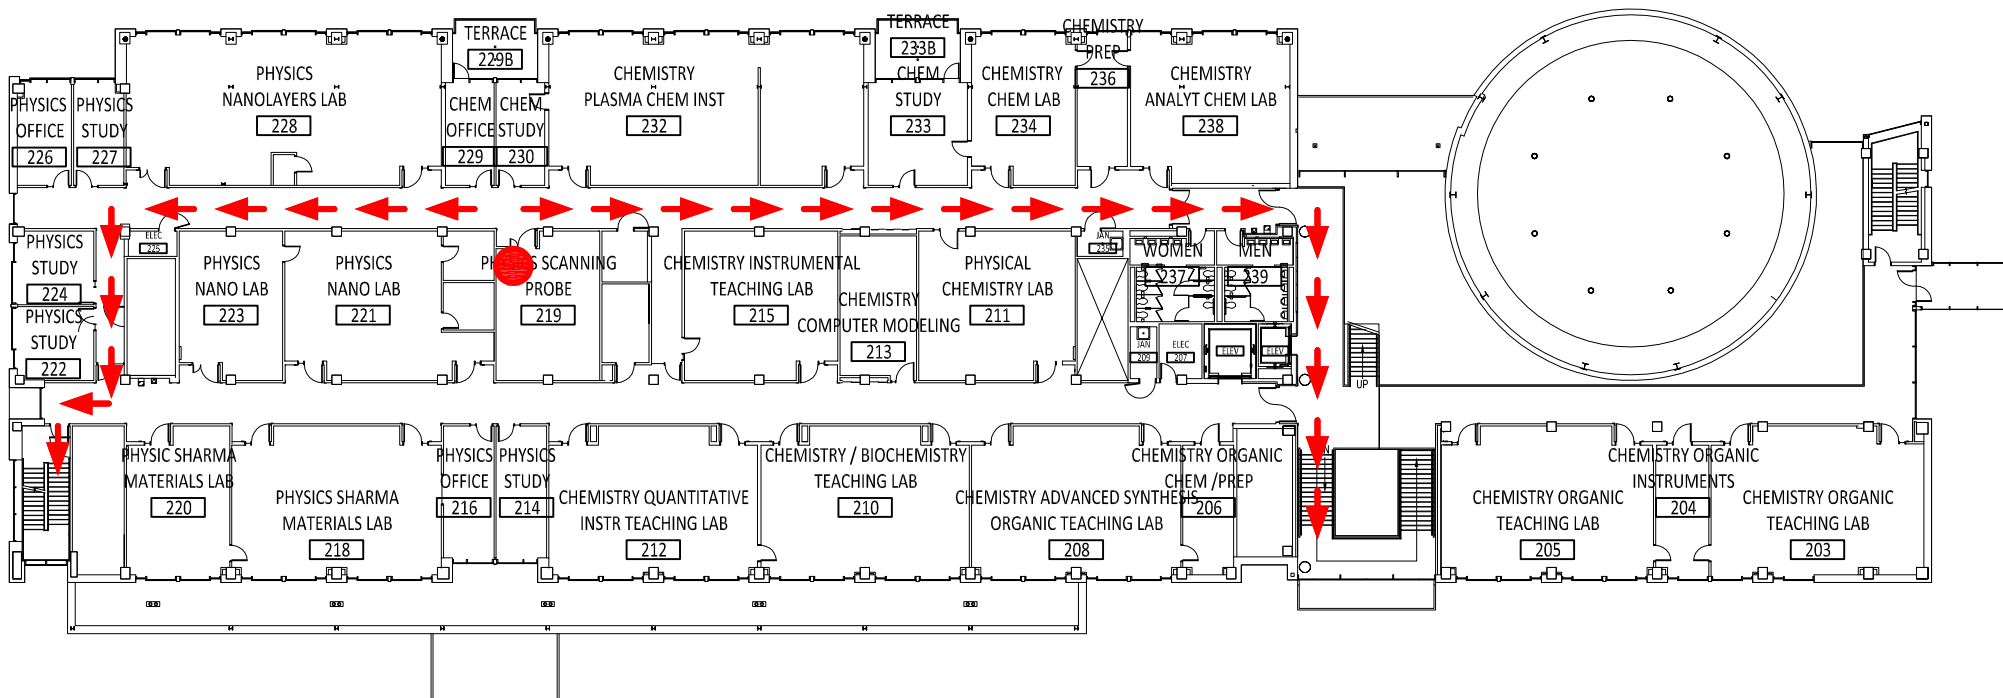 TERRACE
229B
TERRACE
233B
CHEMISTRY
PREP
236
PHYSICS
OFFICE
226
PHYSICS
STUDY
227
PHYSICS
NANOLAYERS LAB
228
CHEM
OFFICE
229
CHEM
STUDY
230
CHEMISTRY
PLASMA CHEM INST
232
CHEM
STUDY
233
CHEMISTRY
CHEM LAB
234
CHEMISTRY
ANALYT CHEM LAB
238
PHYSICS
STUDY
224
PHYSICS
STUDY
222
ELEC
225
PHYSICS
NANO LAB
223
PHYSICS
NANO LAB
221
SCANNING
PROBE
219
CHEMISTRY INSTRUMENTAL
TEACHING LAB
215
CHEMISTRY
COMPUTER MODELING
213
PHYSICAL
CHEMISTRY LAB
211
JAN
235
WOMEN
237
MEN
239
JAN
209
ELEC
207
ELEV
ELEV
UP
PHYSIC SHARMA
MATERIALS LAB
220
PHYSICS SHARMA
MATERIALS LAB
218
PHYSICS
OFFICE
216
PHYSICS
STUDY
214
CHEMISTRY QUANTITATIVE
INSTR TEACHING LAB
212
CHEMISTRY / BIOCHEMISTRY
TEACHING LAB
210
CHEMISTRY ADVANCED SYNTHESIS
ORGANIC TEACHING LAB
208
CHEMISTRY ORGANIC
CHEM /PREP
206
CHEMISTRY ORGANIC
TEACHING LAB
205
CHEMISTRY ORGANIC
INSTRUMENTS
204
CHEMISTRY ORGANIC
TEACHING LAB
203